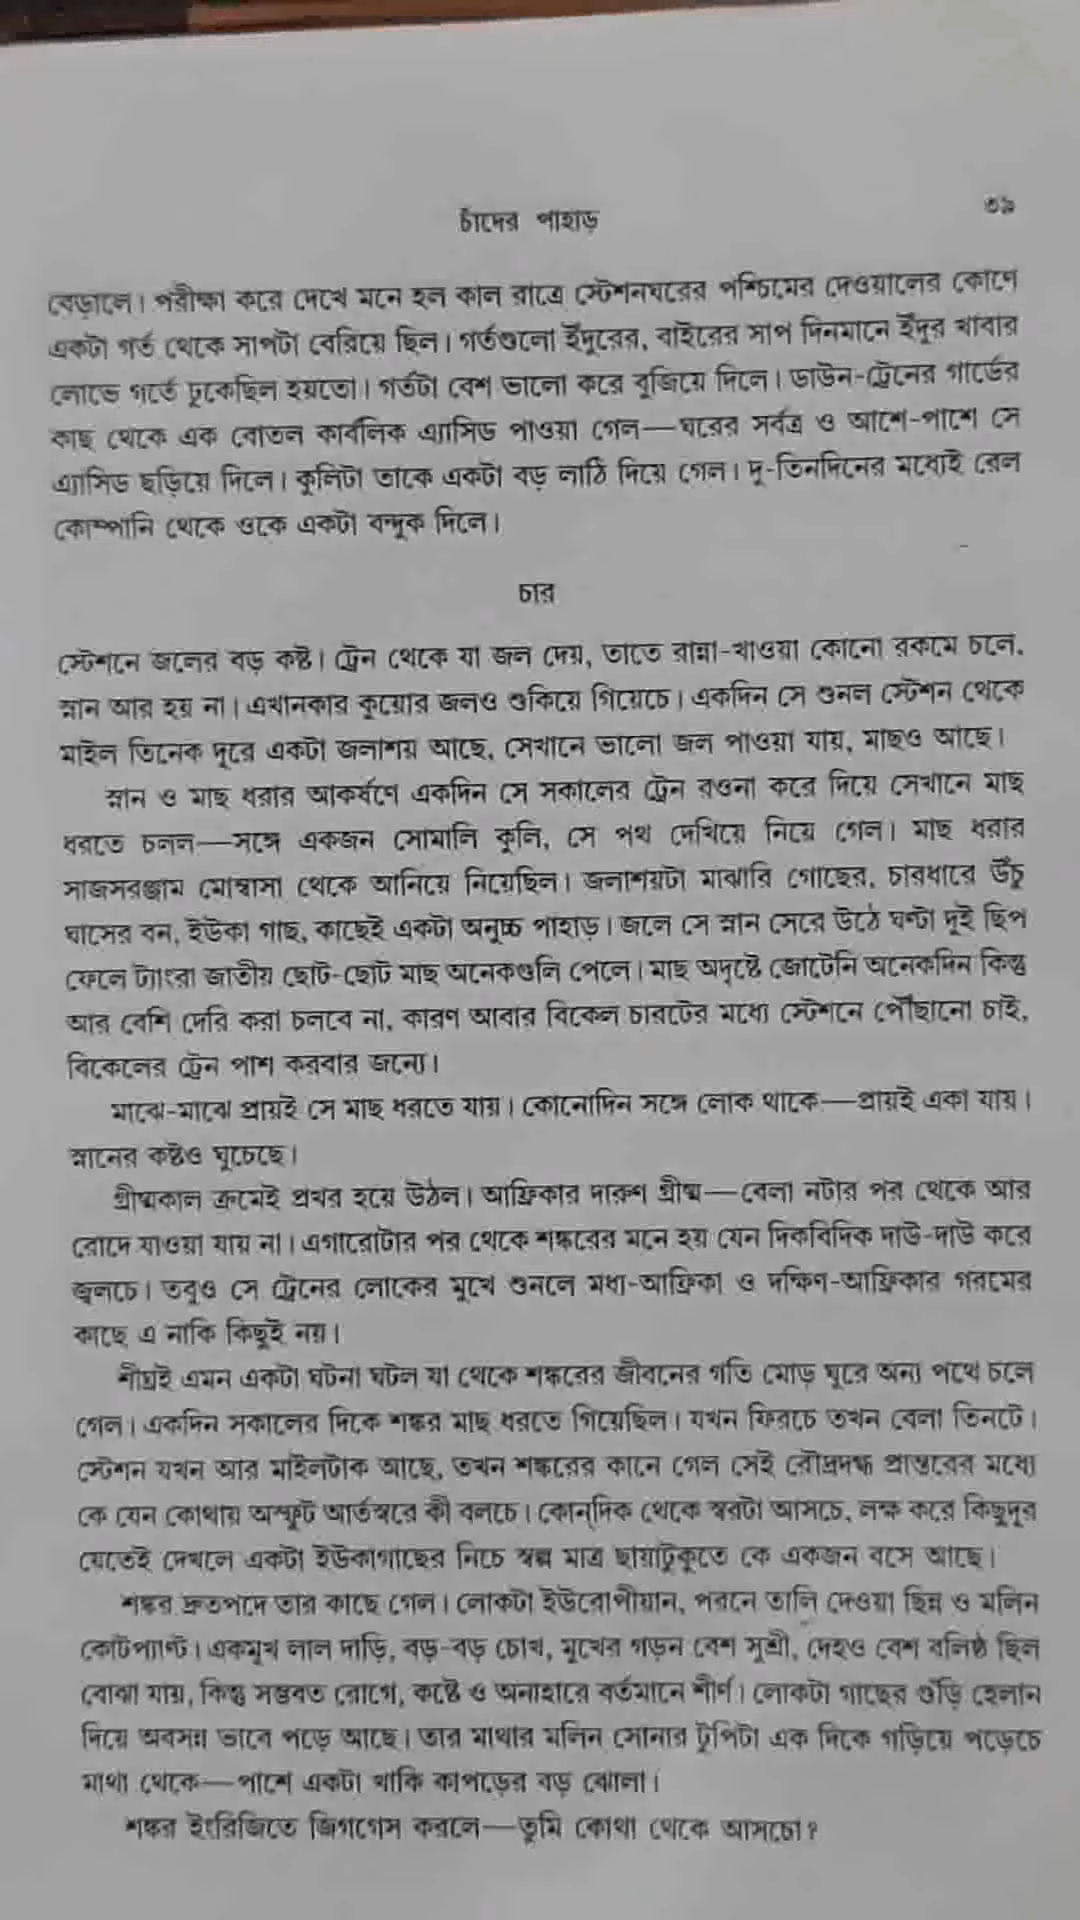 চাঁদের পাহাড়
৩৯
বেড়ালে। পরীক্ষা করে দেখে মনে হল কাল রাত্রে স্টেশনঘরের পশ্চিমের দেওয়ালের কোণে
একটা গর্ত থেকে সাপটা বেরিয়ে ছিল। গর্তগুলো ইঁদুরের, বাইরের সাপ দিনমানে ইঁদুর খাবার
লোভে গর্তে ঢুকেছিল হয়তো। গর্তটা বেশ ভালো করে বুজিয়ে দিলে। ডাউন-ট্রেনের গার্ডের
কাছ থেকে এক বোতল কার্বলিক এ্যাসিড পাওয়া গেল—ঘরের সর্বত্র ও আশে-পাশে সে
এ্যাসিড ছড়িয়ে দিলে। কুলিটা তাকে একটা বড় লাঠি দিয়ে গেল। দু-তিনদিনের মধ্যেই রেল
কোম্পানি থেকে ওকে একটা বন্দুক দিলে।
চার
স্টেশনে জলের বড় কষ্ট। ট্রেন থেকে যা জল দেয়, তাতে রান্না-খাওয়া কোনো রকমে চলে,
স্নান আর হয় না। এখানকার কুয়োর জলও শুকিয়ে গিয়েচে। একদিন সে শুনল স্টেশন থেকে
মাইল তিনেক দূরে একটা জলাশয় আছে, সেখানে ভালো জল পাওয়া যায়, মাছও আছে।
স্নান ও মাছ ধরার আকর্ষণে একদিন সে সকালের ট্রেন রওনা করে দিয়ে সেখানে মাছ
ধরতে চলল—সঙ্গে একজন সোমালি কুলি, সে পথ দেখিয়ে নিয়ে গেল। মাছ ধরার
সাজসরঞ্জাম মোম্বাসা থেকে আনিয়ে নিয়েছিল। জলাশয়টা মাঝারি গোছের, চারধারে উঁচু
ঘাসের বন, ইউকা গাছ, কাছেই একটা অনুচ্চ পাহাড়। জলে সে স্নান সেরে উঠে ঘণ্টা দুই ছিপ
ফেলে ট্যাংরা জাতীয় ছোট-ছোট মাছ অনেকগুলি পেলে। মাছ অদৃষ্টে জোটেনি অনেকদিন কিন্তু
আর বেশি দেরি করা চলবে না, কারণ আবার বিকেল চারটের মধ্যে স্টেশনে পৌঁছানো চাই,
বিকেলের ট্রেন পাশ করবার জন্যে।
মাঝে-মাঝে প্রায়ই সে মাছ ধরতে যায়। কোনোদিন সঙ্গে লোক থাকে—প্রায়ই একা যায়।
স্নানের কষ্টও ঘুচেছে।
গ্রীষ্মকাল ক্রমেই প্রখর হয়ে উঠল। আফ্রিকার দারুণ গ্রীষ্ম—বেলা নটার পর থেকে আর
রোদে যাওয়া যায় না। এগারোটার পর থেকে শঙ্করের মনে হয় যেন দিকবিদিক দাউ-দাউ করে
জ্বলচে। তবুও সে ট্রেনের লোকের মুখে শুনলে মধ্য-আফ্রিকা ও দক্ষিণ-আফ্রিকার গরমের
কাছে এ নাকি কিছুই নয়।
শীঘ্রই এমন একটা ঘটনা ঘটল যা থেকে শঙ্করের জীবনের গতি মোড় ঘুরে অন্য পথে চলে
গেল। একদিন সকালের দিকে শঙ্কর মাছ ধরতে গিয়েছিল। যখন ফিরচে তখন বেলা তিনটে।
স্টেশন যখন আর মাইলটাক আছে, তখন শঙ্করের কানে গেল সেই রৌদ্রদগ্ধ প্রান্তরের মধ্যে
কে যেন কোথায় অস্ফুট আর্তস্বরে কী বলচে। কোন্‌দিক থেকে স্বরটা আসচে, লক্ষ করে কিছুদূর
যেতেই দেখলে একটা ইউকাগাছের নিচে স্বল্প মাত্র ছায়াটুকুতে কে একজন বসে আছে।
শঙ্কর দ্রুতপদে তার কাছে গেল। লোকটা ইউরোপীয়ান, পরনে তালি দেওয়া ছিন্ন ও মলিন
কোটপ্যাণ্ট। একমুখ লাল দাড়ি, বড়-বড় চোখ, মুখের গড়ন বেশ সুশ্রী, দেহও বেশ বলিষ্ঠ ছিল
বোঝা যায়, কিন্তু সম্ভবত রোগে, কষ্টে ও অনাহারে বর্তমানে শীর্ণ। লোকটা গাছের গুঁড়ি হেলান
দিয়ে অবসন্ন ভাবে পড়ে আছে। তার মাথার মলিন সোনার টুপিটা এক দিকে গড়িয়ে পড়েচে
মাথা থেকে—পাশে একটা খাকি কাপড়ের বড় ঝোলা।
শঙ্কর ইংরিজিতে জিগগেস করলে—তুমি কোথা থেকে আসচো?